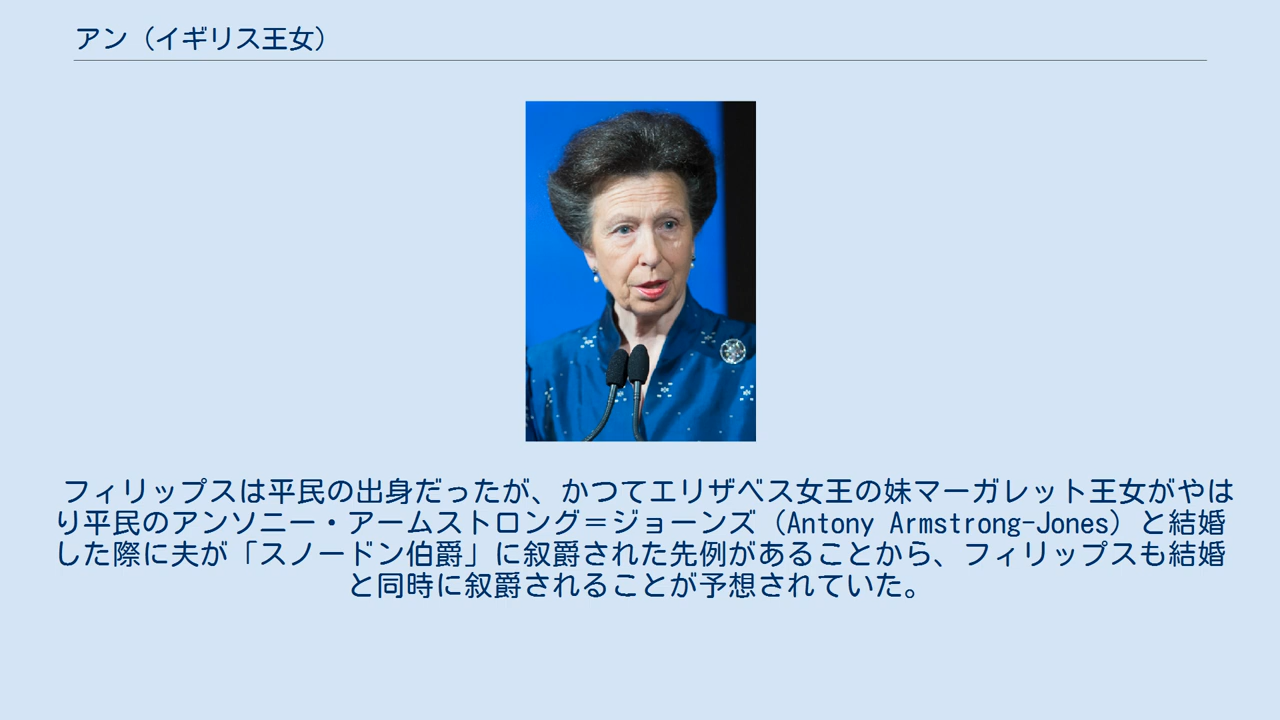 アン（イギリス王女）
フィリップスは平民の出身だったが、かつてエリザベス女王の妹マーガレット王女がやは
り平民のアンソニー・アームストロング＝ジョーンズ（Antony Armstrong-Jones）と結婚
した際に夫が「スノードン伯爵」に叙爵された先例があることから、フィリップスも結婚
と同時に叙爵されることが予想されていた。